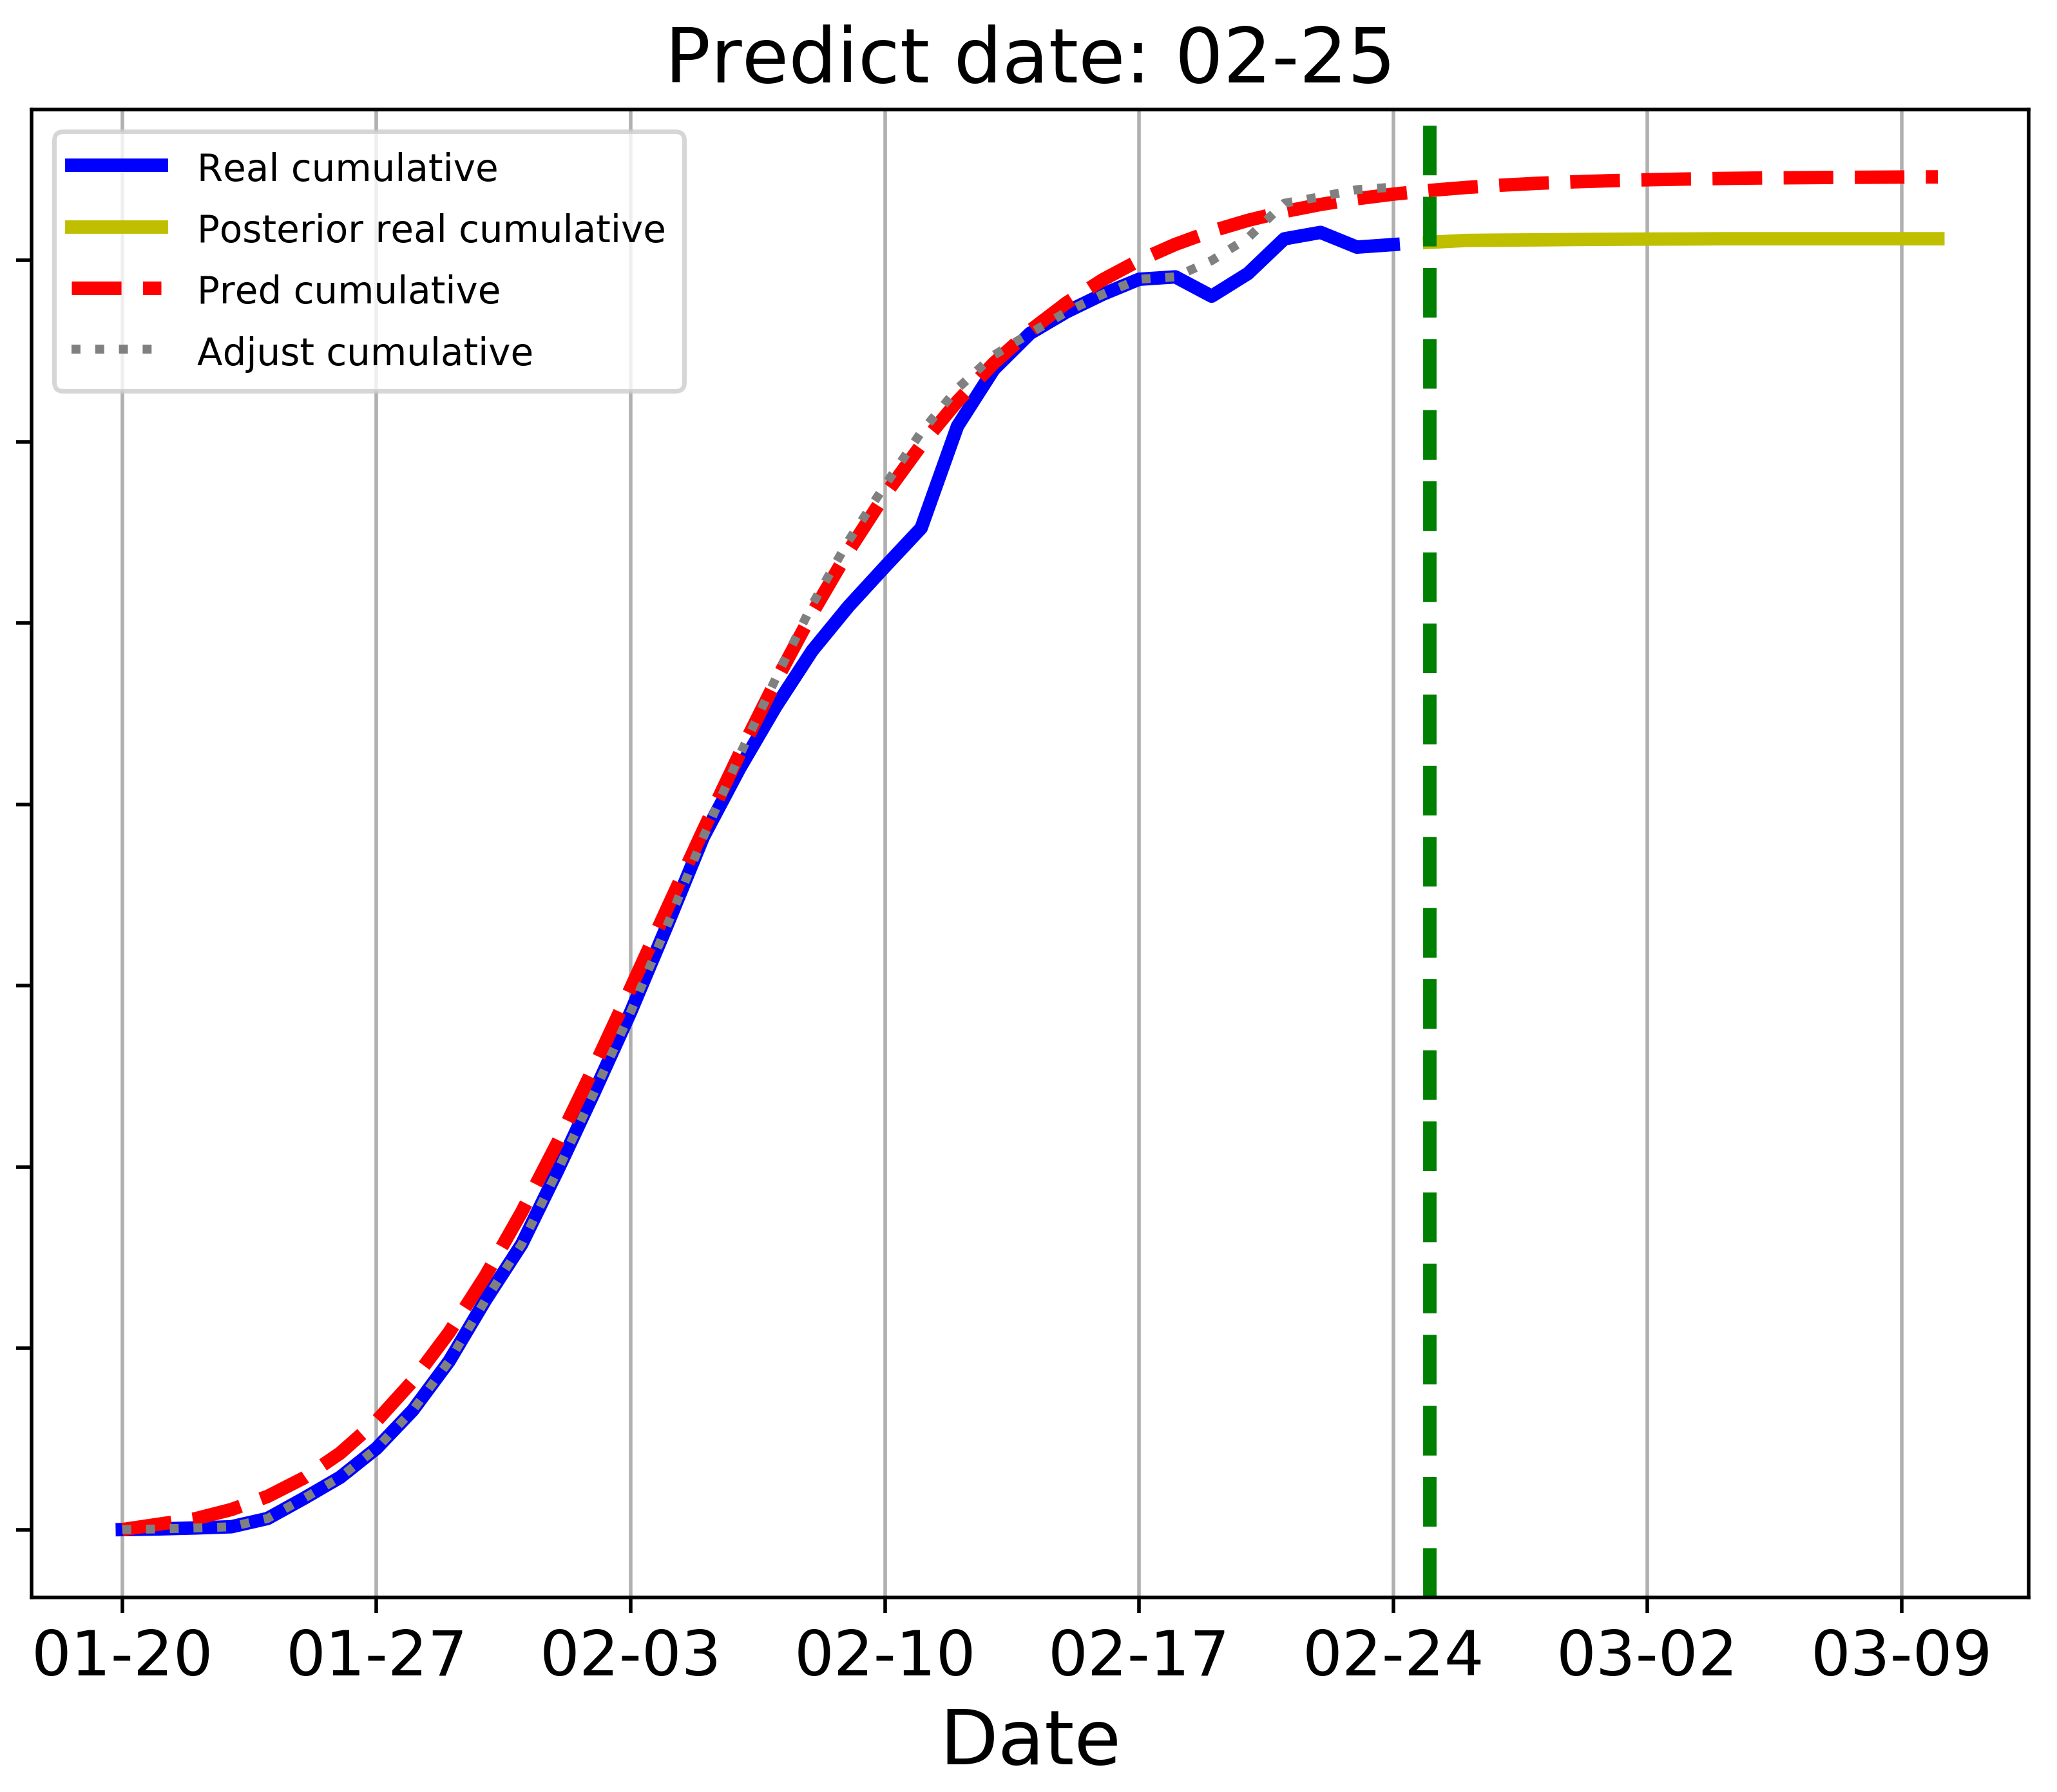 Predict date: 02-25
Real cumulative
Posterior real cumulative
Pred cumulative
Adjust cumulative
01-20 01-27 02-03 02-10 02-17 02-24 03-02 03-09
Date